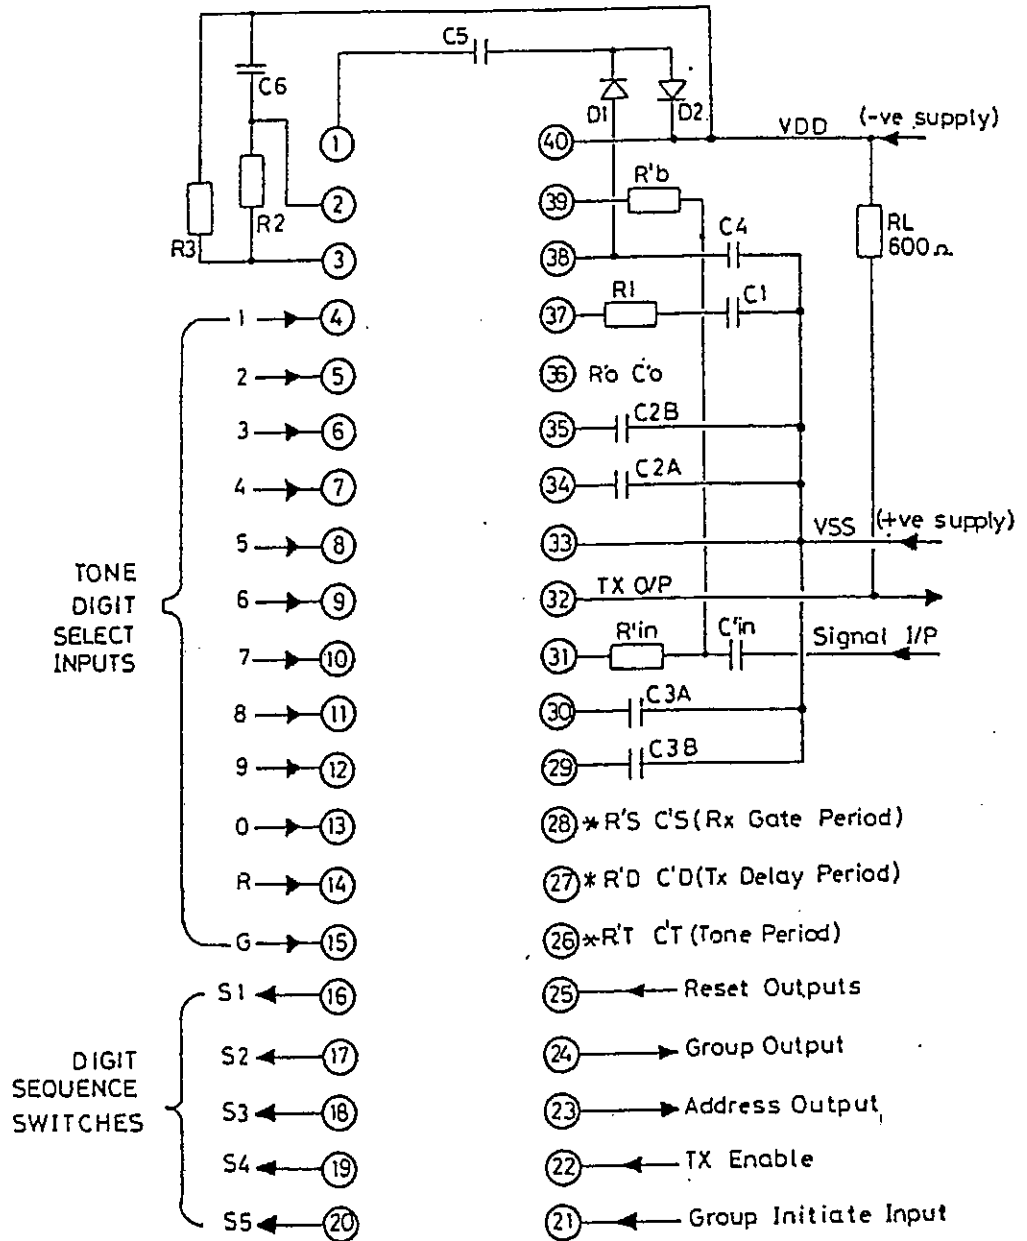 C5
C6
D1
D2
1
40
VDD
(-ve supply)
R'b
2
39
R2
R3
RL
600Ω
C4
3
38
R1
C1
1
4
37
2
5
36
R'o C'o
3
6
35
C2B
4
7
34
C2A
5
8
33
VSS
(+ve supply)
TONE
DIGIT
SELECT
INPUTS
6
9
32
TX O/P
7
10
31
R'in
C'in
Signal I/P
8
11
30
C3A
9
12
29
C3B
0
13
28
*R'S C'S(Rx Gate Period)
R
14
27
*R'D C'D(Tx Delay Period)
G
15
26
*R'T C'T (Tone Period)
S1
16
25
Reset Outputs
DIGIT
SEQUENCE
SWITCHES
S2
17
24
Group Output
S3
18
23
Address Output
S4
19
22
TX Enable
S5
20
21
Group Initiate Input